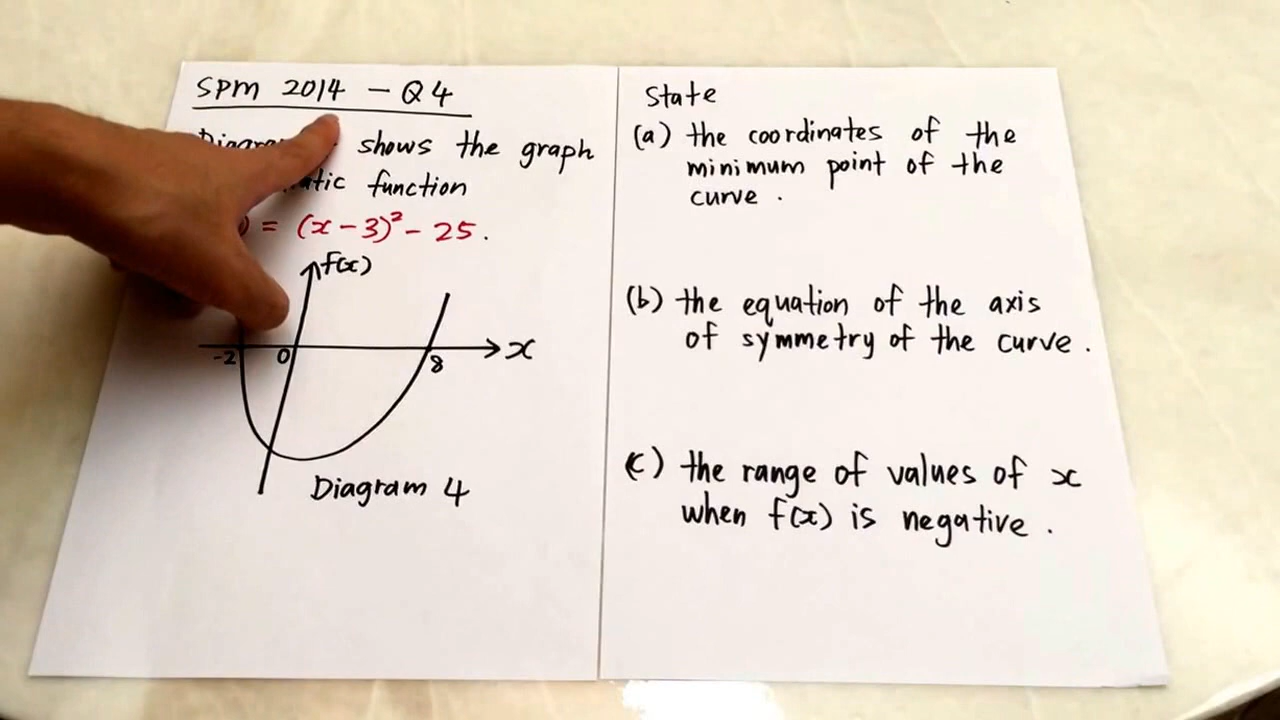 SPM 2014 - Q4
shows the graph
function
= (x - 3)² - 25.
f(x)
-2 0 8 x
Diagram 4
State
(a) the coordinates of the
minimum point of the
curve.
(b) the equation of the axis
of symmetry of the curve.
(c) the range of values of x
when f(x) is negative.